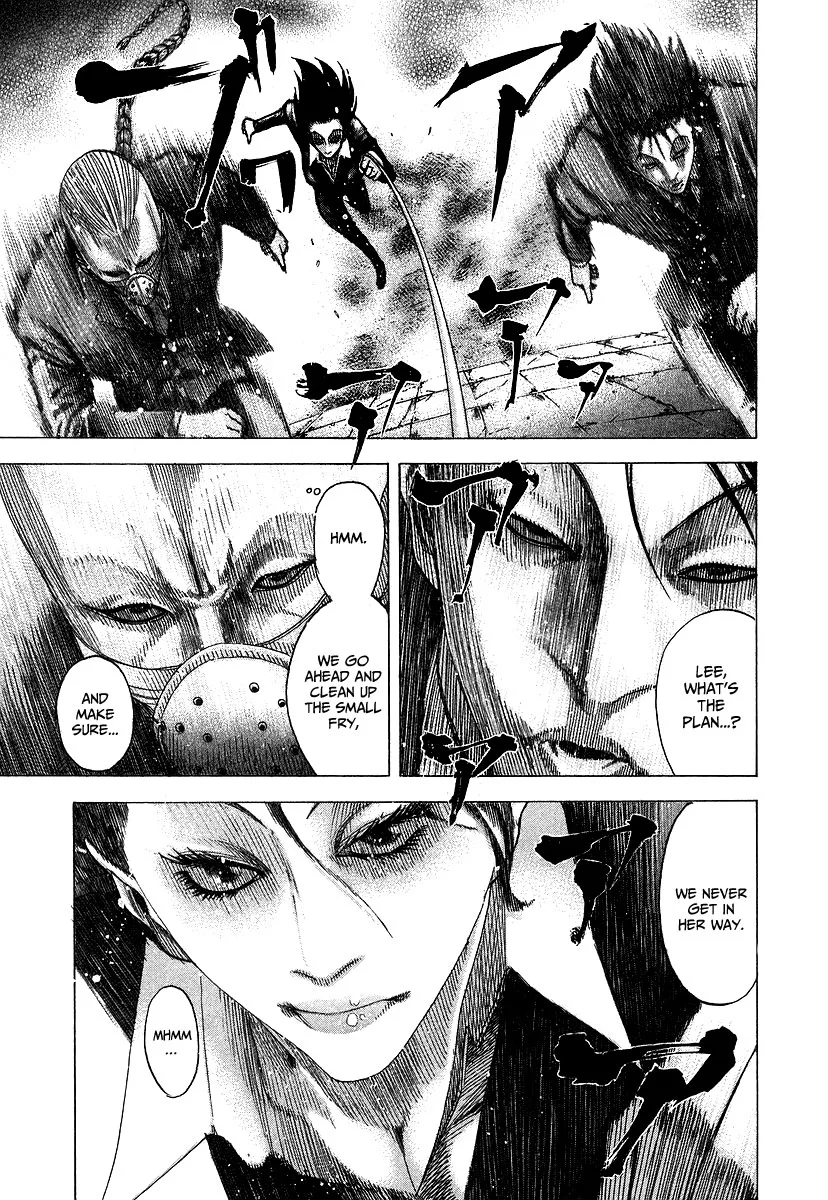 LEE,
WHAT'S
THE
PLAN...?
HMM.
WE GO
AHEAD AND
CLEAN UP
THE SMALL
FRY,
AND
MAKE
SURE...
WE NEVER
GET IN
HER WAY.
MHMM
...